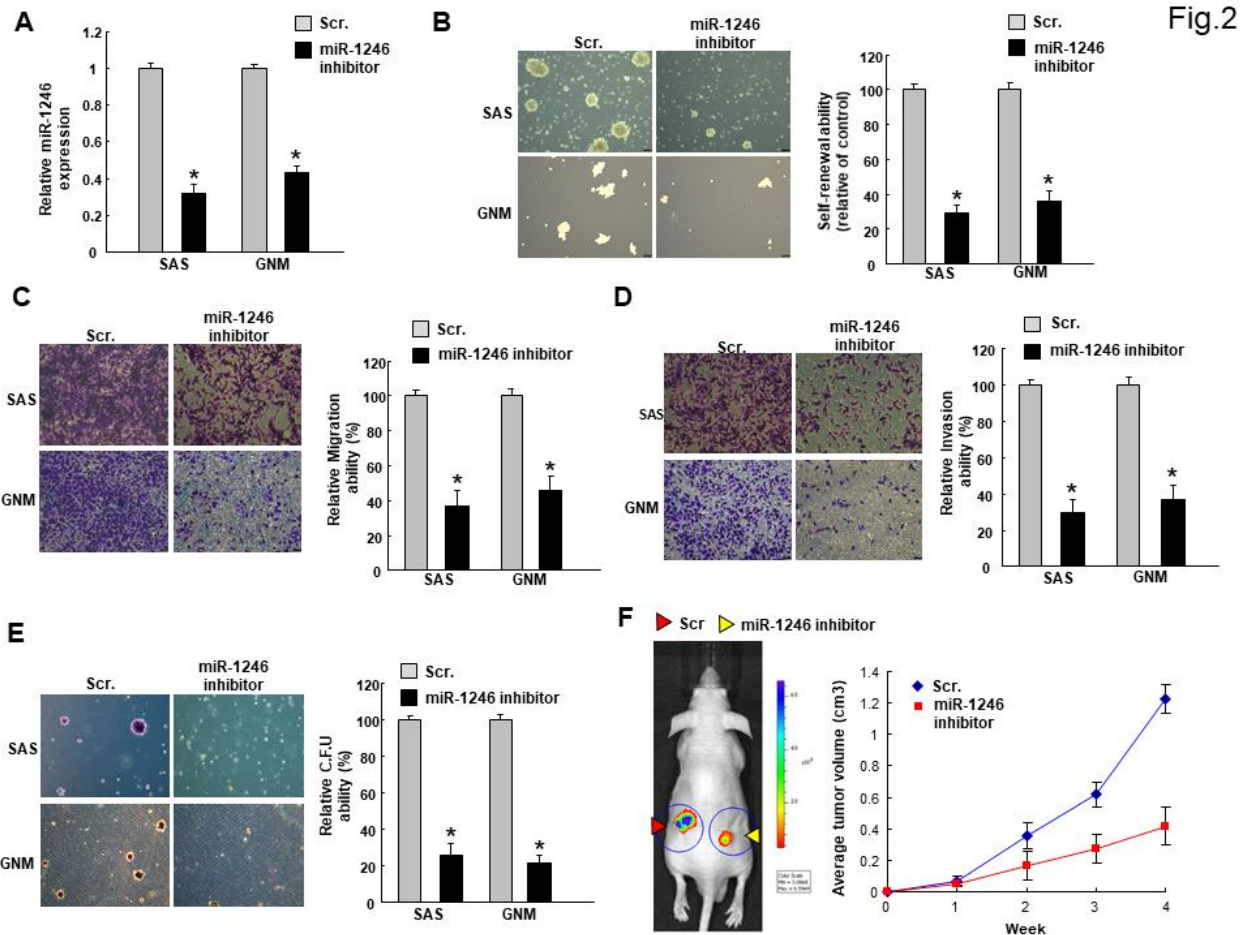 Fig.2
A
Scr.
miR-1246
inhibitor
Relative miR-1246
expression
1.2
1
0.8
0.6
0.4
0.2
0
*
*
SAS
GNM
B
Scr.
miR-1246
inhibitor
SAS
GNM
Scr.
miR-1246
inhibitor
Self-renewalability
(relative of control)
120
100
80
60
40
20
0
*
*
SAS
GNM
C
Scr.
miR-1246
inhibitor
SAS
GNM
Scr.
miR-1246 inhibitor
Relative Migration
ability (%)
120
100
80
60
40
20
0
*
*
SAS
GNM
D
Scr.
miR-1246
inhibitor
SAS
GNM
Scr.
miR-1246 inhibitor
Relative Invasion
ability (%)
120
100
80
60
40
20
0
*
*
SAS
GNM
E
Scr.
miR-1246
inhibitor
SAS
GNM
Scr.
miR-1246 inhibitor
Relative C.F.U
ability (%)
120
100
80
60
40
20
0
*
*
SAS
GNM
F
Scr
miR-1246 inhibitor
Color Scale
Scr.
miR-1246
inhibitor
Average tumor volume (cm3)
1.4
1.2
1
0.8
0.6
0.4
0.2
0
0
1
2
3
4
Week